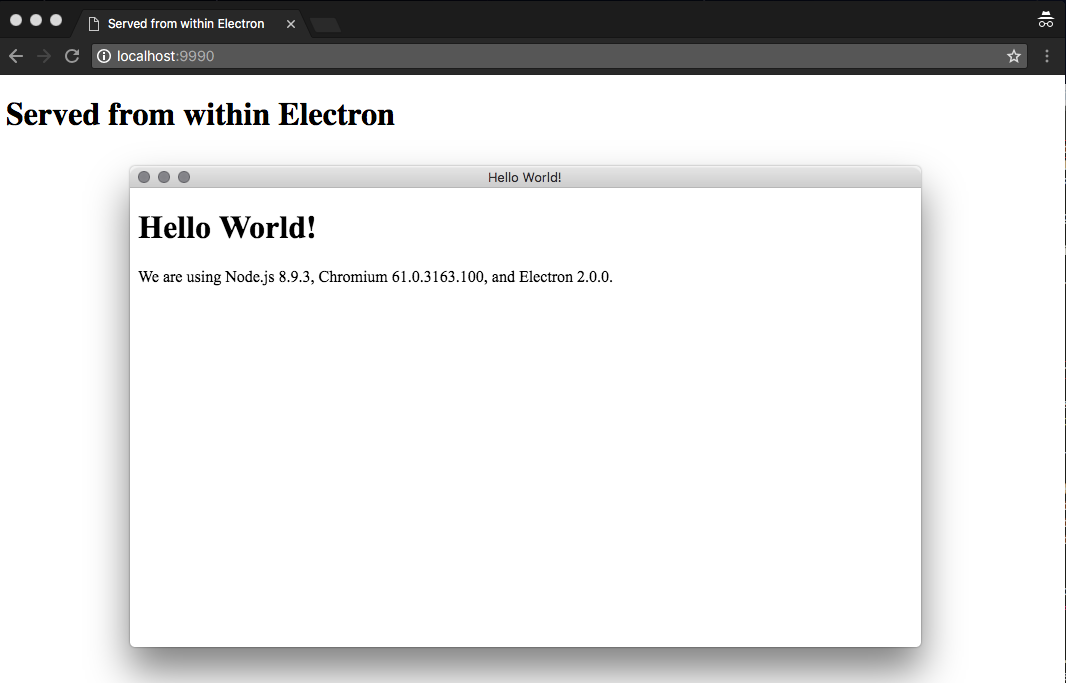 Served from within Electron
localhost:9990
Served from within Electron
Hello World!
Hello World!
We are using Node.js 8.9.3, Chromium 61.0.3163.100, and Electron 2.0.0.